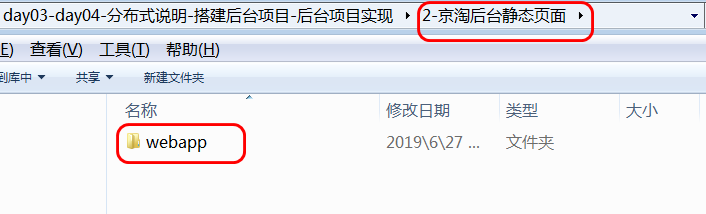 day03-day04-分布式说明-搭建后台项目-后台项目实现 ▸ 2-京淘后台静态页面 ▸
(E) 查看(V) 工具(T) 帮助(H)
到库中 共享 新建文件夹
名称 修改日期 类型 大小
webapp 2019\6\27 ... 文件夹